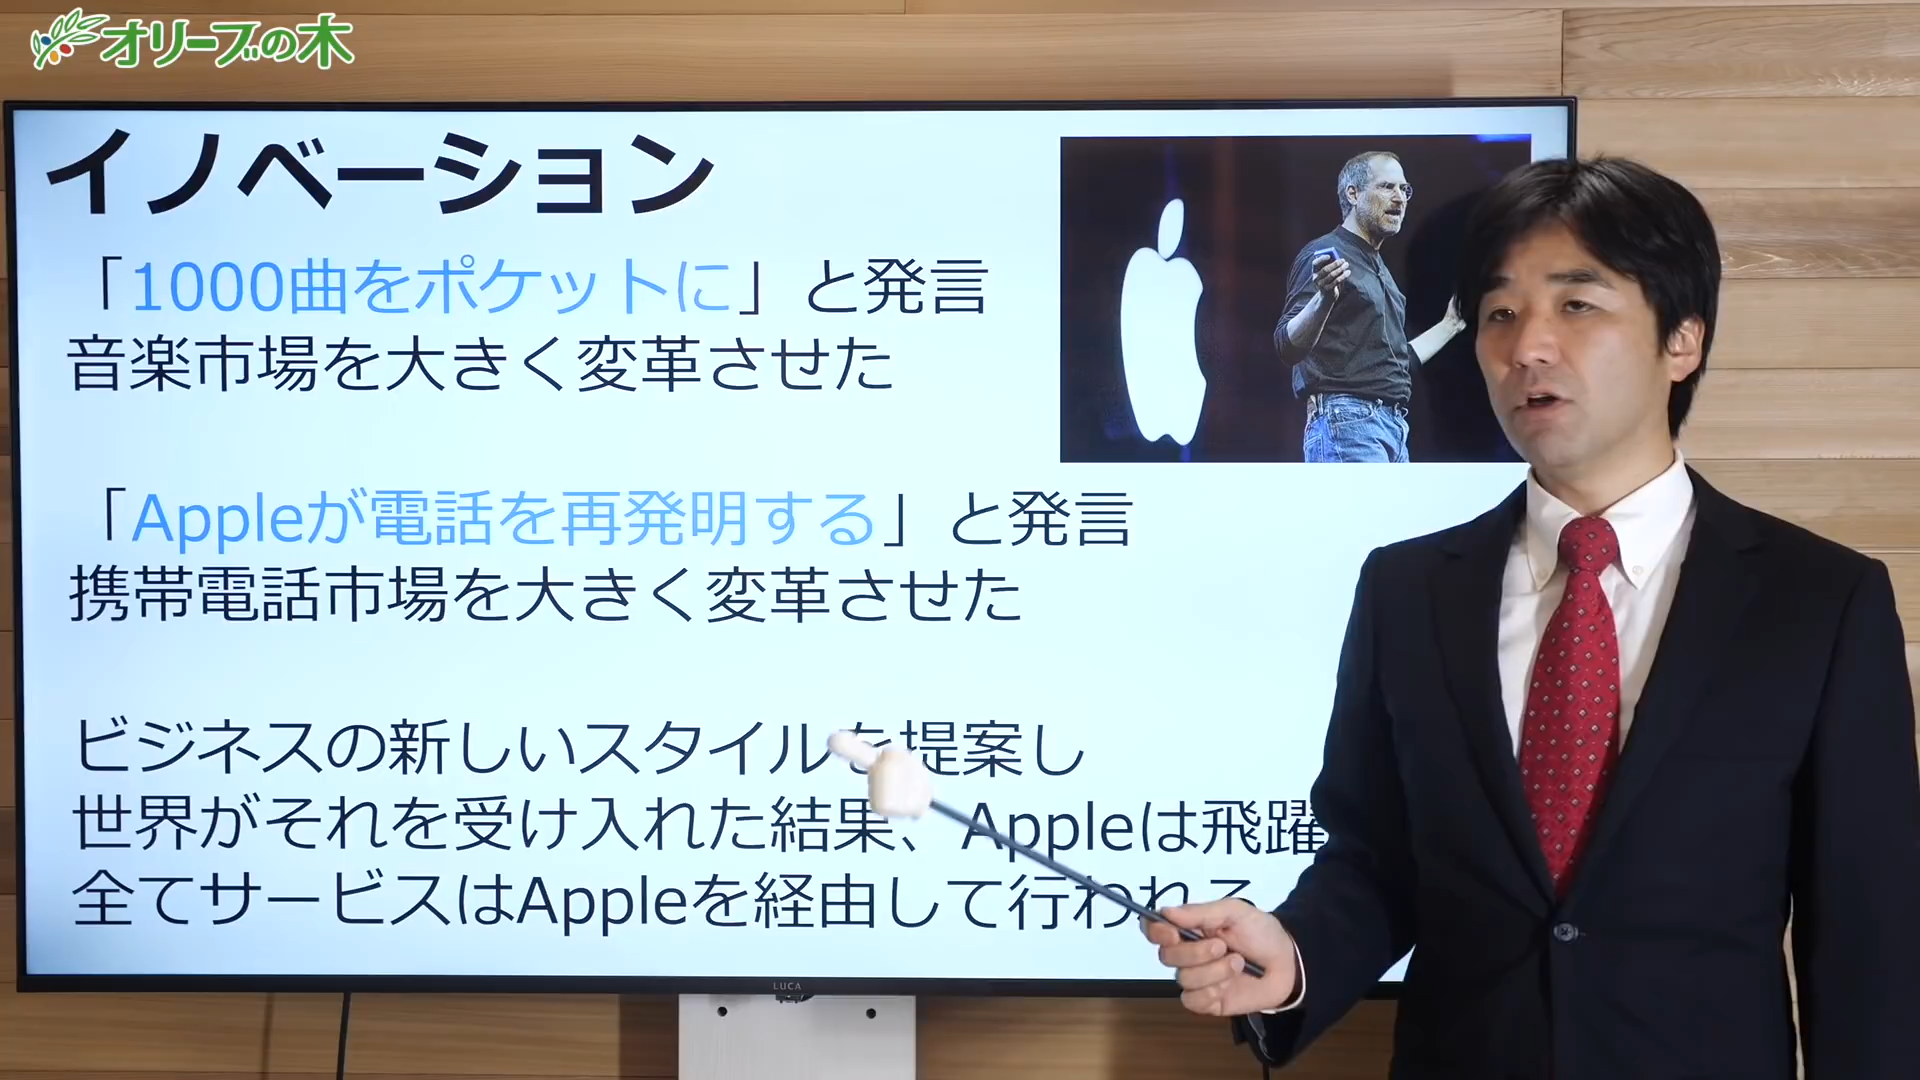 オリーブの木
イノベーション
「1000曲をポケットに」と発言
音楽市場を大きく変革させた
「Appleが電話を再発明する」と発言
携帯電話市場を大きく変革させた
ビジネスの新しいスタイルを提案し
世界がそれを受け入れた結果、Appleは飛躍
全てサービスはAppleを経由して行われる
LUCA